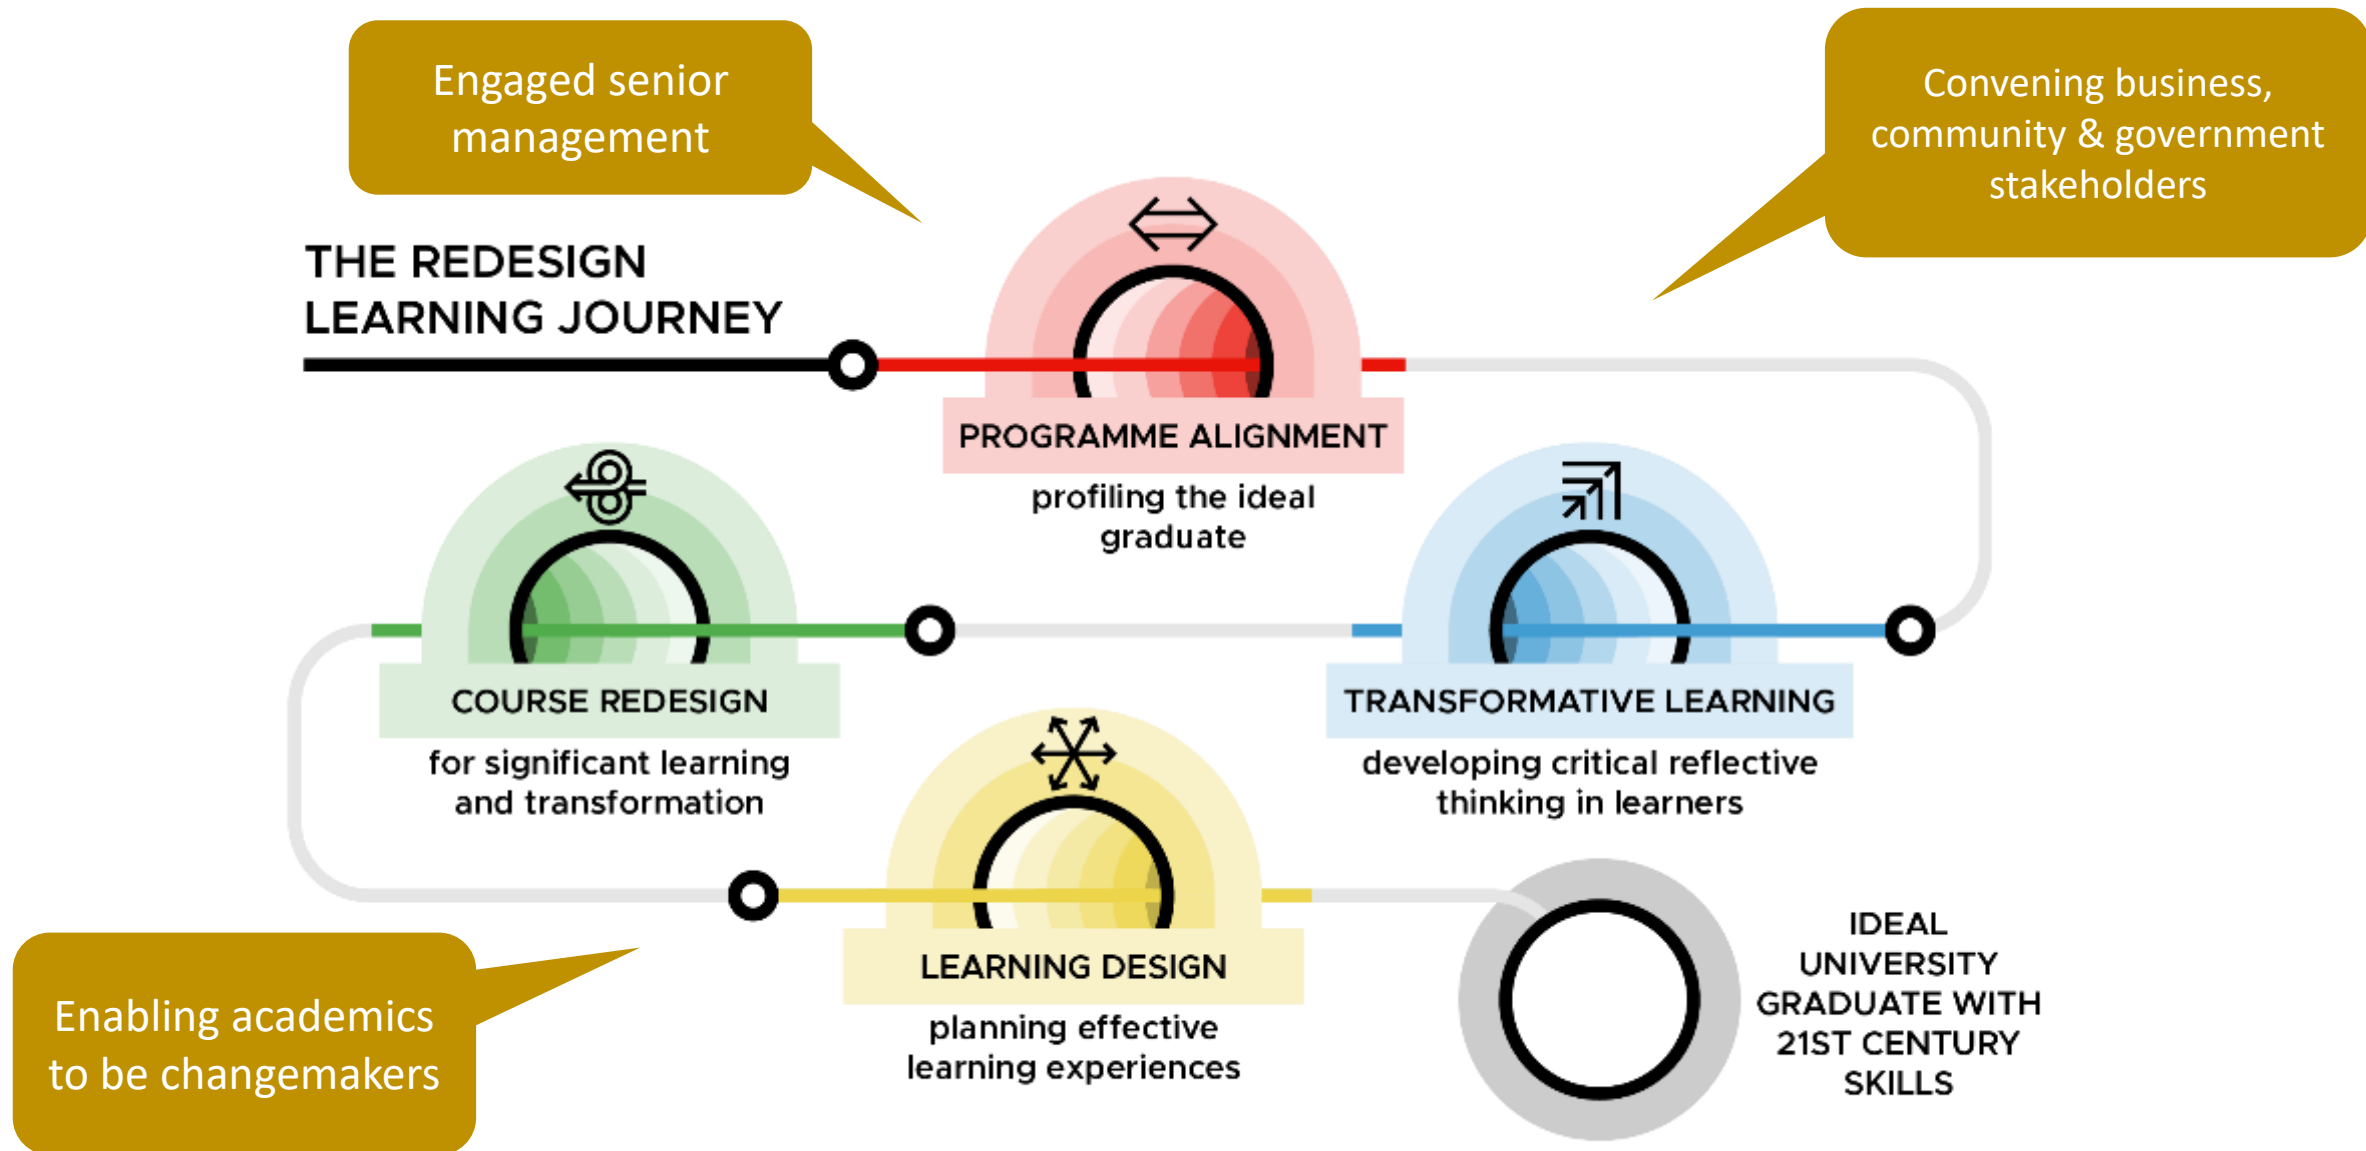 Engaged senior
management
Convening business,
community & government
stakeholders
THE REDESIGN
LEARNING JOURNEY
PROGRAMME ALIGNMENT
profiling the ideal
graduate
COURSE REDESIGN
for significant learning
and transformation
TRANSFORMATIVE LEARNING
developing critical reflective
thinking in learners
Enabling academics
to be changemakers
LEARNING DESIGN
planning effective
learning experiences
IDEAL
UNIVERSITY
GRADUATE WITH
21ST CENTURY
SKILLS